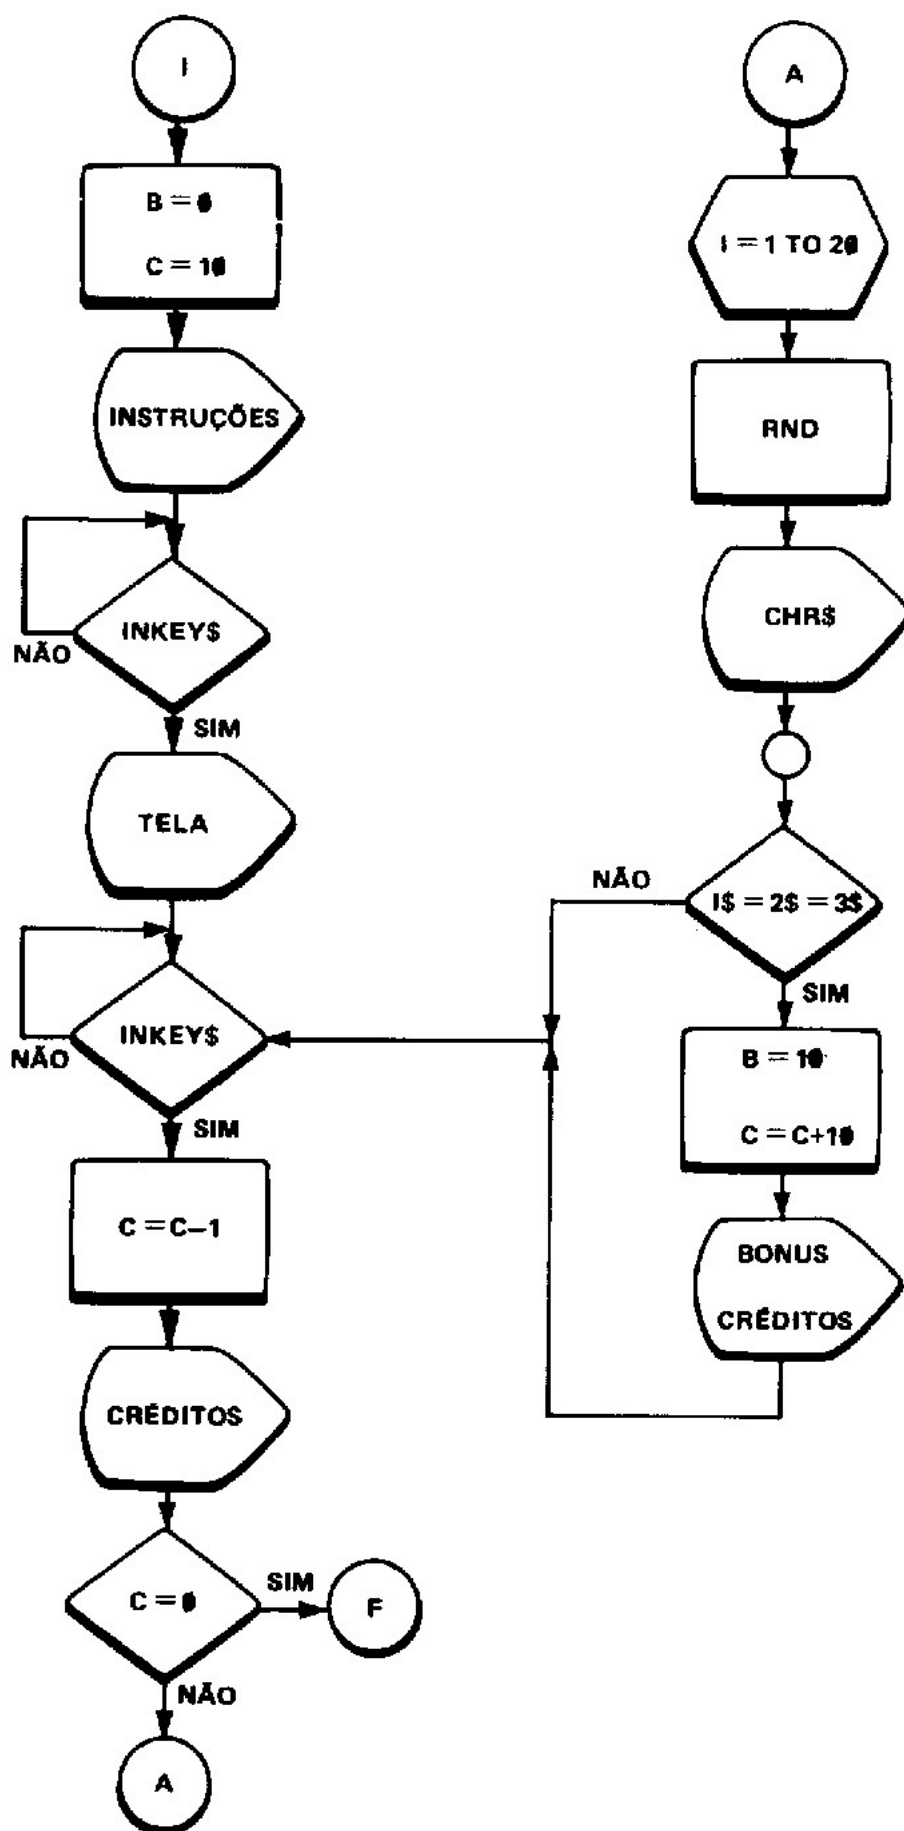 I
B = 0
C = 10
INSTRUÇÕES
INKEY$
NÃO
SIM
TELA
INKEY$
NÃO
SIM
C = C–1
CRÉDITOS
C = 0
SIM
F
NÃO
A
A
I = 1 TO 20
RND
CHR$
NÃO
I$ = 2$ = 3$
SIM
B = 10
C = C+10
BONUS
CRÉDITOS